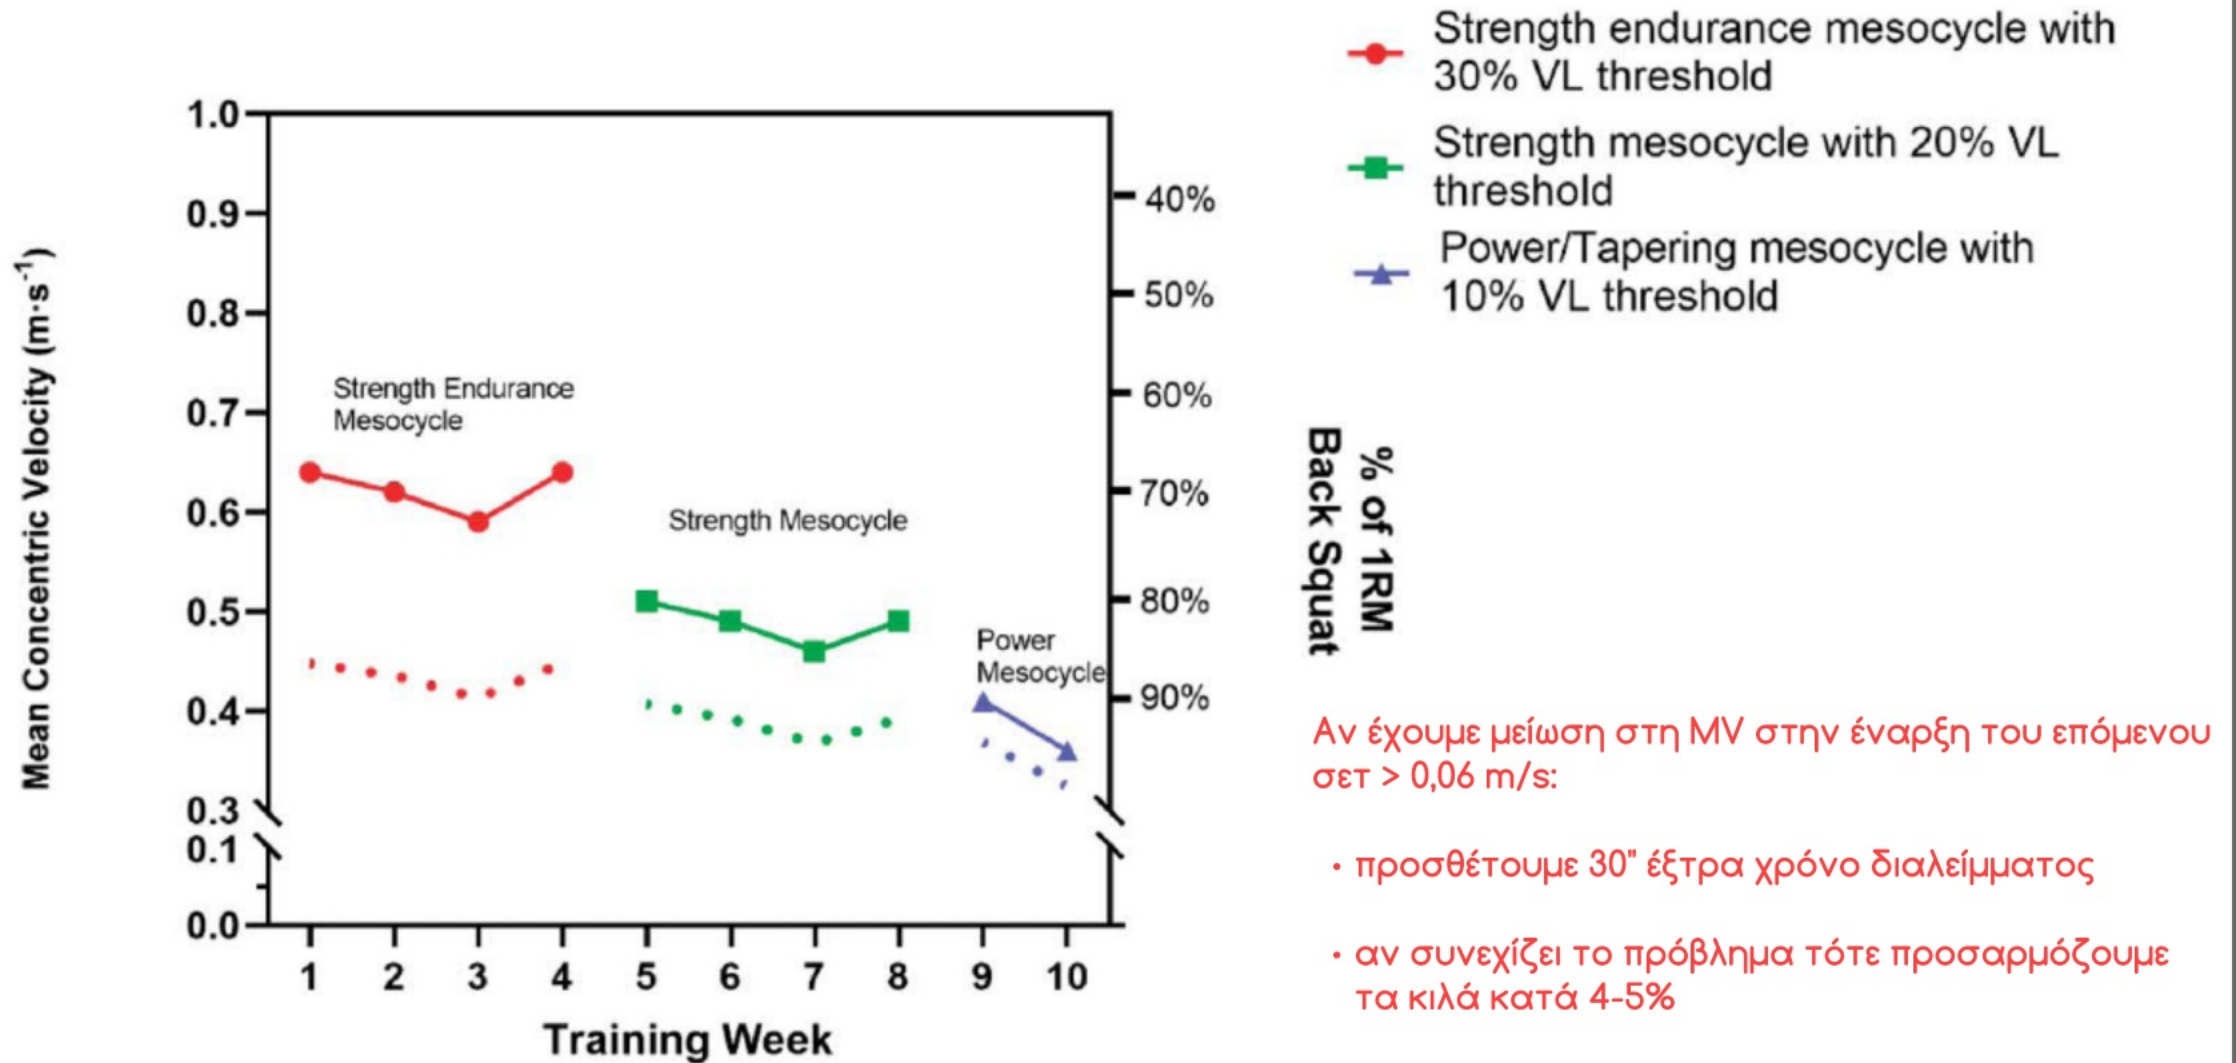 Strength endurance mesocycle with
30% VL threshold
Strength mesocycle with 20% VL
threshold
Power/Tapering mesocycle with
10% VL threshold
Mean Concentric Velocity (m·s⁻¹)
1.0
0.9
0.8
0.7
0.6
0.5
0.4
0.3
0.1
0.0
Strength Endurance
Mesocycle
Strength Mesocycle
Power
Mesocycle
40%
50%
60%
70%
80%
90%
% of 1RM
Back Squat
1 2 3 4 5 6 7 8 9 10
Training Week
Αν έχουμε μείωση στη MV στην έναρξη του επόμενου
σετ > 0,06 m/s:
• προσθέτουμε 30" έξτρα χρόνο διαλείμματος
• αν συνεχίζει το πρόβλημα τότε προσαρμόζουμε
τα κιλά κατά 4-5%